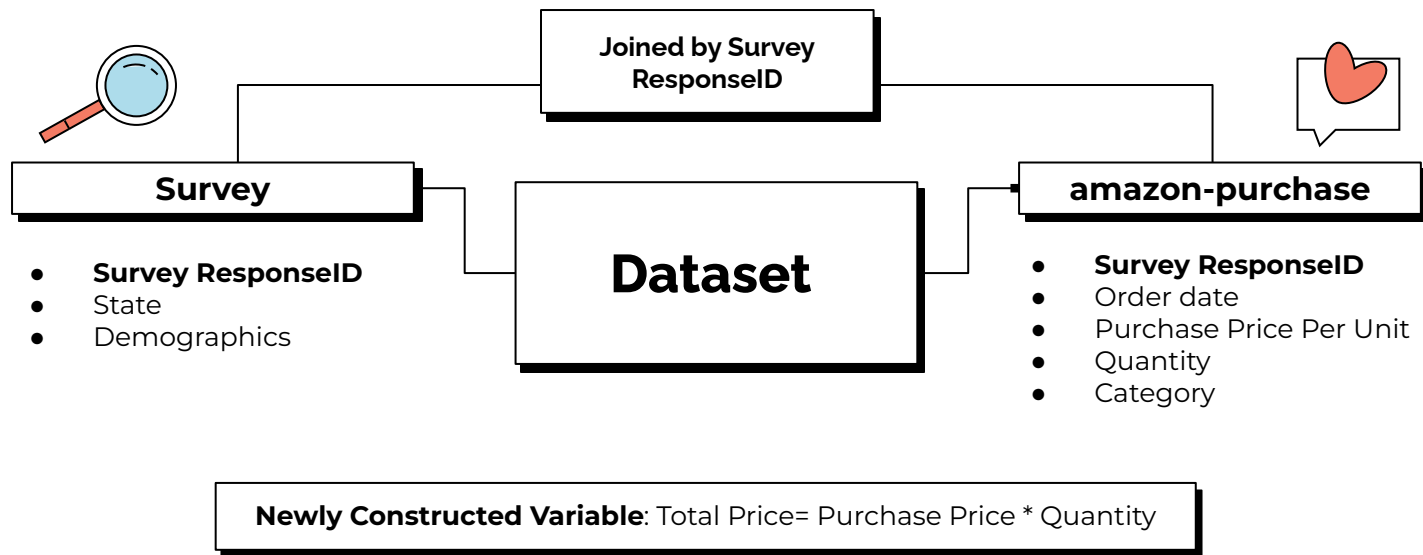 Joined by Survey
ResponseID
Survey
amazon-purchase
Dataset
● Survey ResponseID
● State
● Demographics
● Survey ResponseID
● Order date
● Purchase Price Per Unit
● Quantity
● Category
Newly Constructed Variable: Total Price= Purchase Price * Quantity